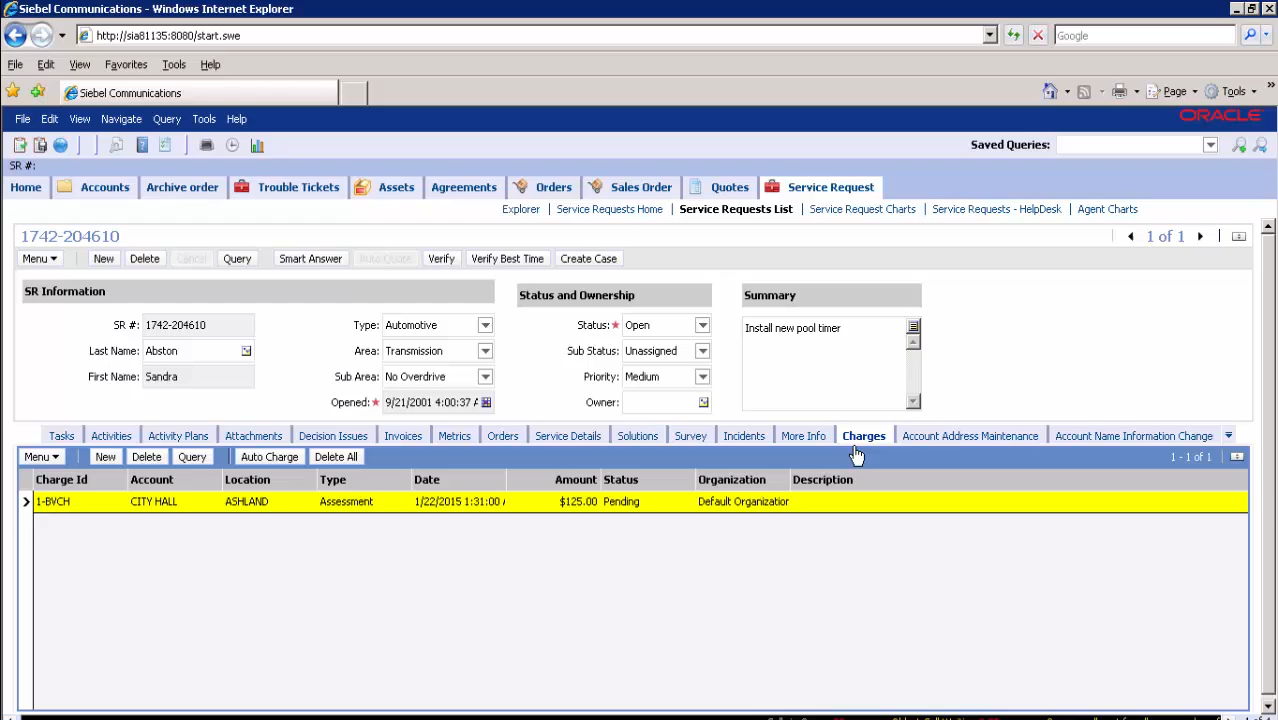 Siebel Communications - Windows Internet Explorer
http://sia81135:8080/start.swe
Google
File Edit View Favorites Tools Help
Siebel Communications
Page Tools
File Edit View Navigate Query Tools Help
ORACLE
Saved Queries:
SR #:
Home Accounts Archive order Trouble Tickets Assets Agreements Orders Sales Order Quotes Service Request
Explorer Service Requests Home Service Requests List Service Request Charts Service Requests - HelpDesk Agent Charts
1742-204610 1 of 1
Menu New Delete Cancel Query Smart Answer Auto Quote Verify Verify Best Time Create Case
SR Information Status and Ownership Summary
SR #: 1742-204610 Type: Automotive Status: Open Install new pool timer
Last Name: Abston Area: Transmission Sub Status: Unassigned
First Name: Sandra Sub Area: No Overdrive Priority: Medium
Opened: 9/21/2001 4:00:37 A Owner:
Tasks Activities Activity Plans Attachments Decision Issues Invoices Metrics Orders Service Details Solutions Survey Incidents More Info Charges Account Address Maintenance Account Name Information Change
Menu New Delete Query Auto Charge Delete All 1 - 1 of 1
Charge Id Account Location Type Date Amount Status Organization Description
1-BVCH CITY HALL ASHLAND Assessment 1/22/2015 1:31:00 $125.00 Pending Default Organization